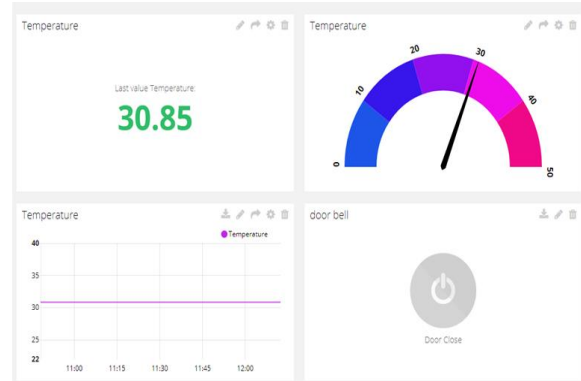 Temperature
Last value Temperature
30.85
Temperature
0
10
20
30
40
50
Temperature
Temperature
40
35
30
25
22
11:00 11:15 11:30 11:45 12:00
door bell
Door Close